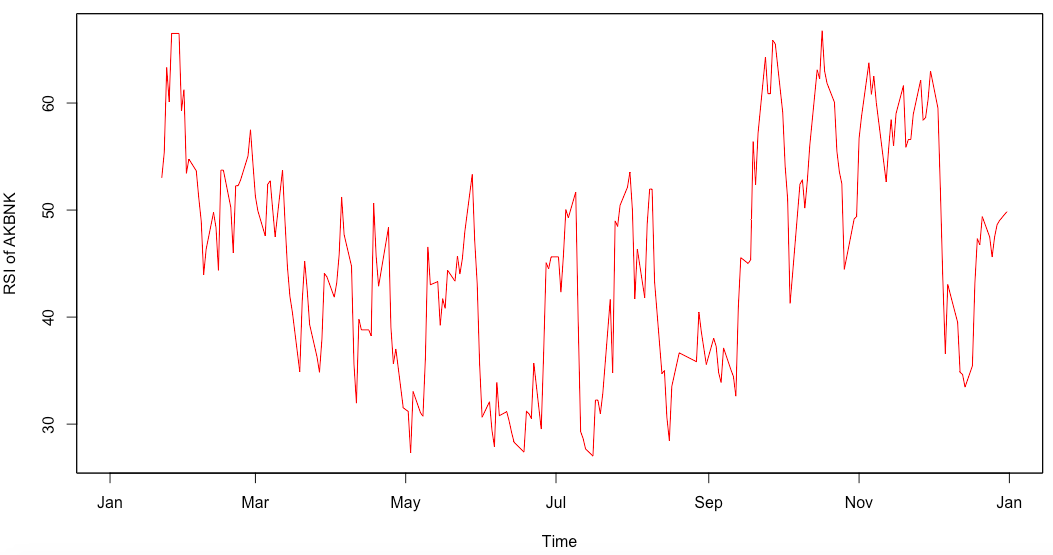 RSI of AKBNK
60
50
40
30
Jan Mar May Jul Sep Nov Jan
Time